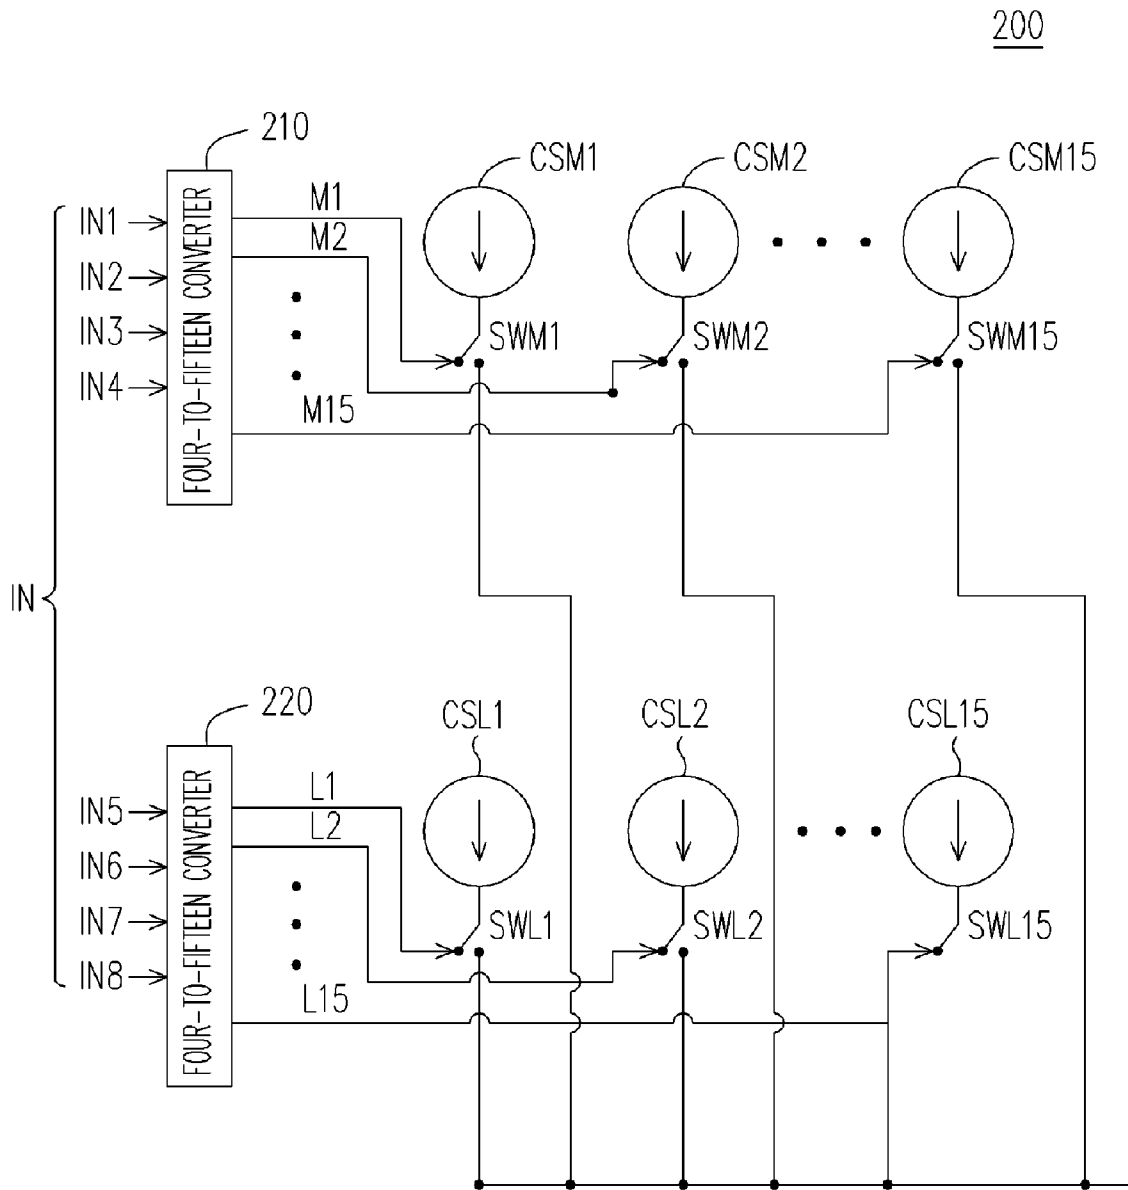 200
210
CSM1
CSM2
CSM15
FOUR-TO-FIFTEEN CONVERTER
IN1
IN2
IN3
IN4
M1
M2
M15
SWM1
SWM2
SWM15
IN
220
CSL1
CSL2
CSL15
FOUR-TO-FIFTEEN CONVERTER
IN5
IN6
IN7
IN8
L1
L2
L15
SWL1
SWL2
SWL15